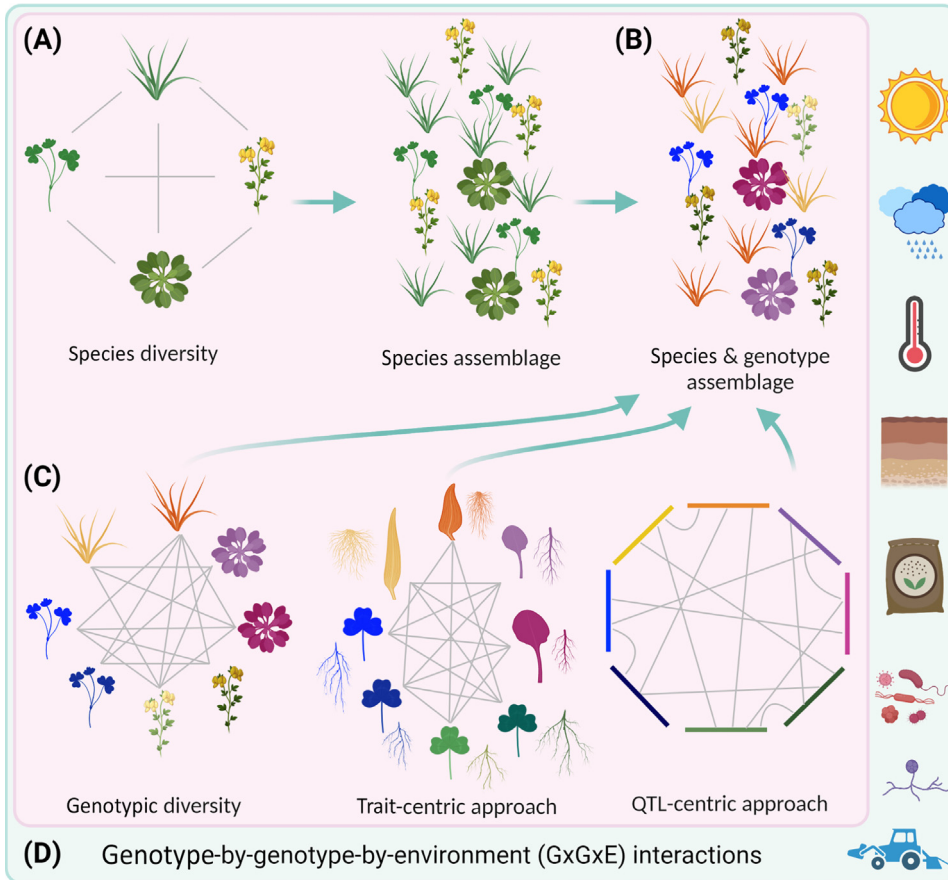 (A)
(B)
Species diversity
Species assemblage
Species & genotype
assemblage
(C)
Genotypic diversity
Trait-centric approach
QTL-centric approach
(D) Genotype-by-genotype-by-environment (GxGxE) interactions